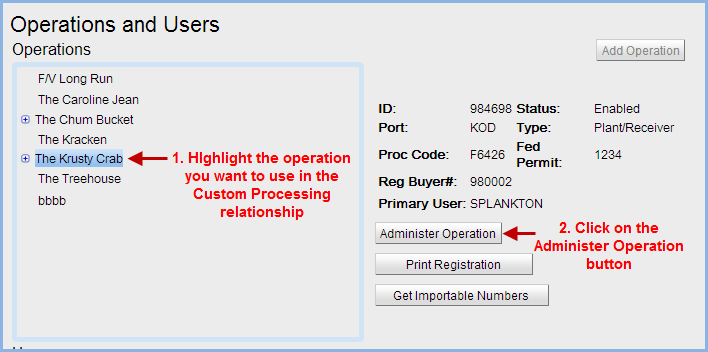 Operations and Users
Operations
Add Operation
F/V Long Run
The Caroline Jean
The Chum Bucket
The Kracken
The Krusty Crab
The Treehouse
bbbb
1. HIghlight the operation
you want to use in the
Custom Processing
relationship
ID: 984698 Status: Enabled
Port: KOD Type: Plant/Receiver
Proc Code: F6426 Fed Permit: 1234
Reg Buyer#: 980002
Primary User: SPLANKTON
Administer Operation
2. Click on the
Administer Operation
button
Print Registration
Get Importable Numbers